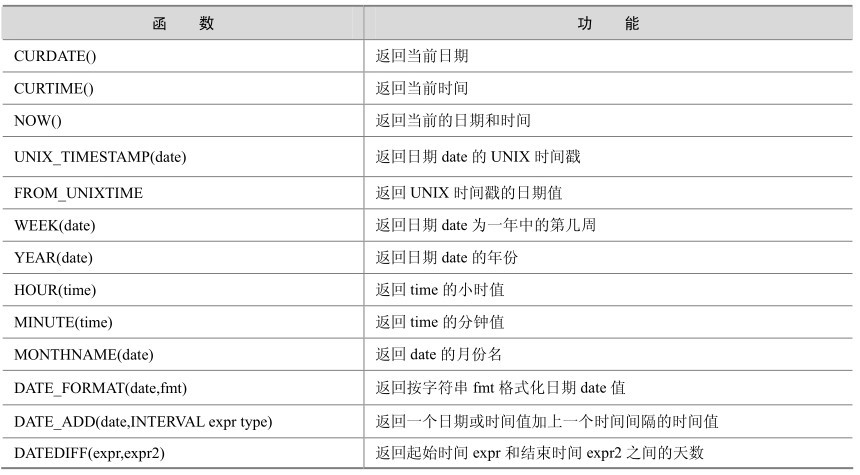 函 数 功 能
CURDATE() 返回当前日期
CURTIME() 返回当前时间
NOW() 返回当前的日期和时间
UNIX_TIMESTAMP(date) 返回日期 date 的 UNIX 时间戳
FROM_UNIXTIME 返回 UNIX 时间戳的日期值
WEEK(date) 返回日期 date 为一年中的第几周
YEAR(date) 返回日期 date 的年份
HOUR(time) 返回 time 的小时值
MINUTE(time) 返回 time 的分钟值
MONTHNAME(date) 返回 date 的月份名
DATE_FORMAT(date,fmt) 返回按字符串 fmt 格式化日期 date 值
DATE_ADD(date,INTERVAL expr type) 返回一个日期或时间值加上一个时间间隔的时间值
DATEDIFF(expr,expr2) 返回起始时间 expr 和结束时间 expr2 之间的天数